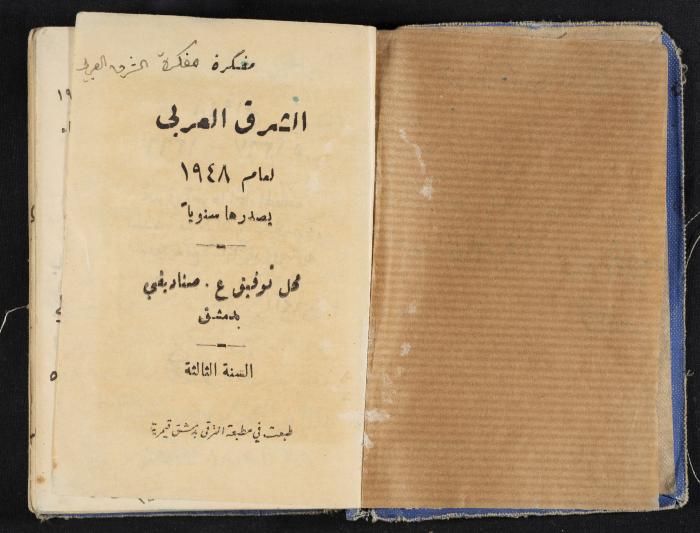 مفكرة مفكرة الشرق العربي
الشرق العربي
لعام ١٩٤٨
يصدرها سنوياً
محل توفيق ع. صناديقي
بدمشق
السنة الثالثة
طبعت في مطبعة الترقي بدمشق قيمرية
١٩